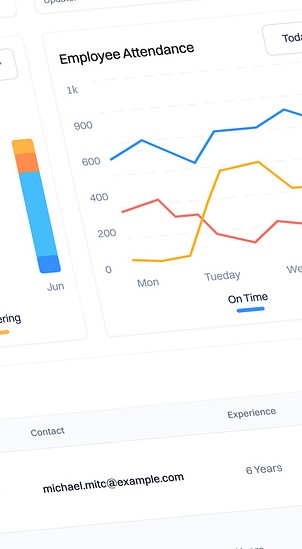 Employee Attendance
Toda
1k
900
600
400
200
0
Mon
Tueday
We
On Time
Jun
ering
Contact
Experience
michael.mitc@example.com
6 Years